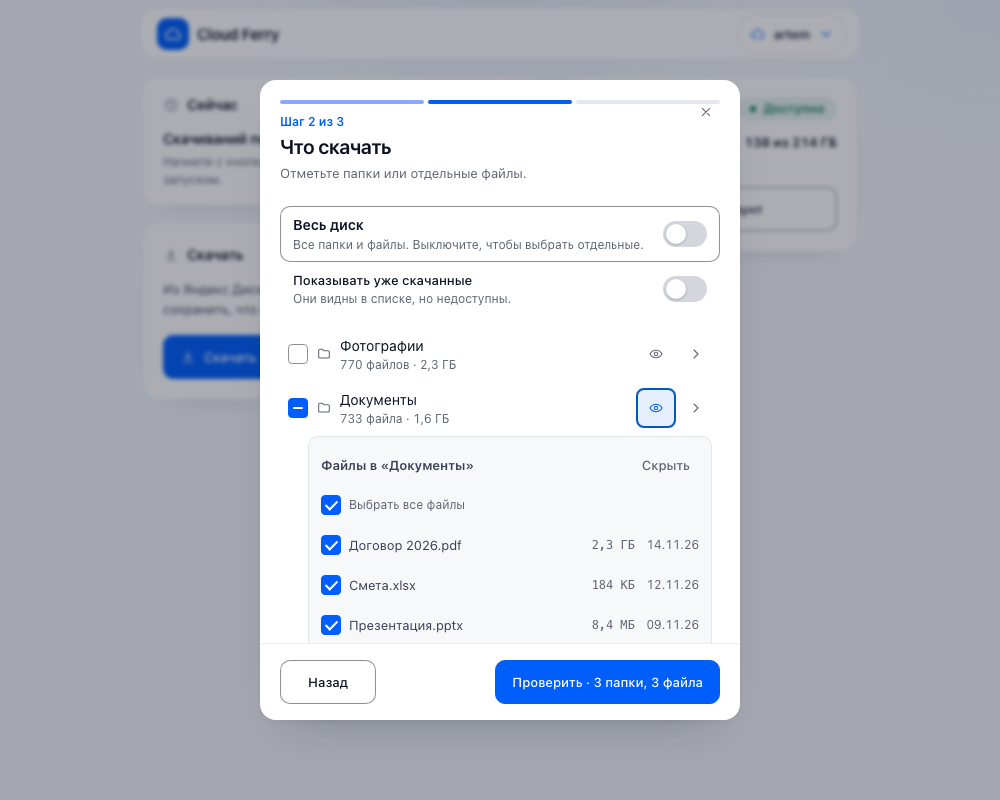 Cloud Ferry
artem
Сейчас
Доступно
138 из 214 ГБ
запуском.
Скачать
Скачать
Шаг 2 из 3
Что скачать
Отметьте папки или отдельные файлы.
Весь диск
Все папки и файлы. Выключите, чтобы выбрать отдельные.
Показывать уже скачанные
Они видны в списке, но недоступны.
Фотографии
770 файлов · 2,3 ГБ
Документы
733 файла · 1,6 ГБ
Файлы в «Документы»
Скрыть
Выбрать все файлы
Договор 2026.pdf 2,3 ГБ 14.11.26
Смета.xlsx 184 КБ 12.11.26
Презентация.pptx 8,4 МБ 09.11.26
Назад
Проверить · 3 папки, 3 файла